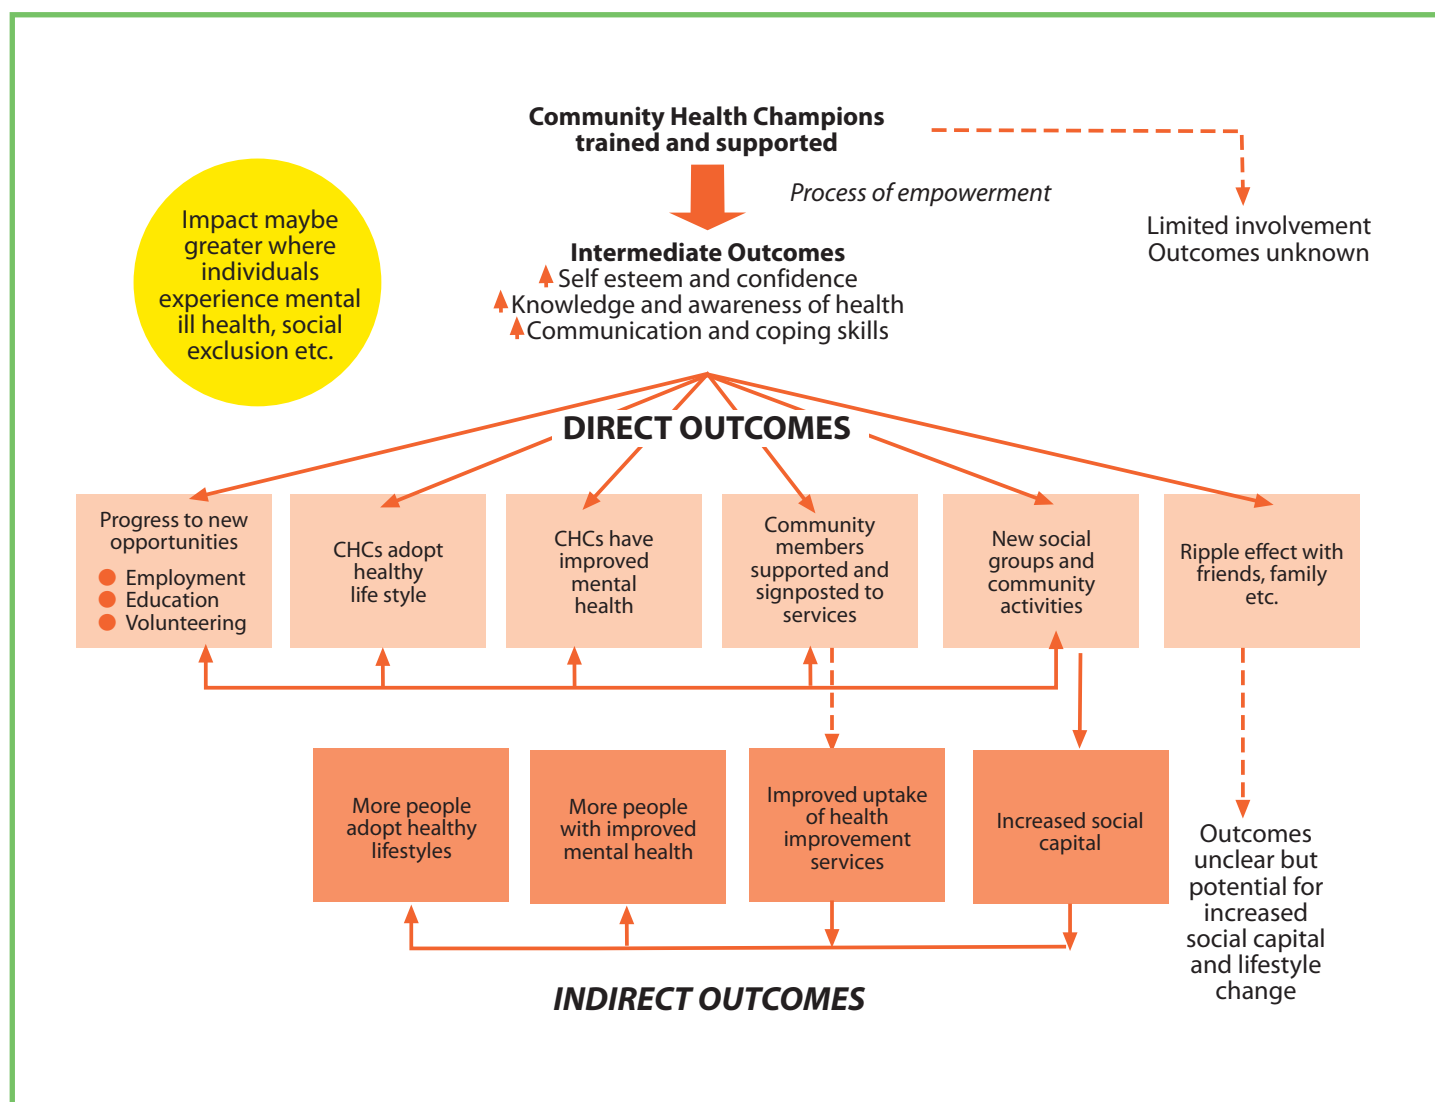 Community Health Champions
trained and supported
Process of empowerment
Limited involvement
Outcomes unknown
Impact maybe
greater where
individuals
experience mental
ill health, social
exclusion etc.
Intermediate Outcomes
Self esteem and confidence
Knowledge and awareness of health
Communication and coping skills
DIRECT OUTCOMES
Progress to new
opportunities
Employment
Education
Volunteering
CHCs adopt
healthy
life style
CHCs have
improved
mental
health
Community
members
supported and
signposted to
services
New social
groups and
community
activities
Ripple effect with
friends, family
etc.
More people
adopt healthy
lifestyles
More people
with improved
mental health
Improved uptake
of health
improvement
services
Increased social
capital
Outcomes
unclear but
potential for
increased
social capital
and lifestyle
change
INDIRECT OUTCOMES